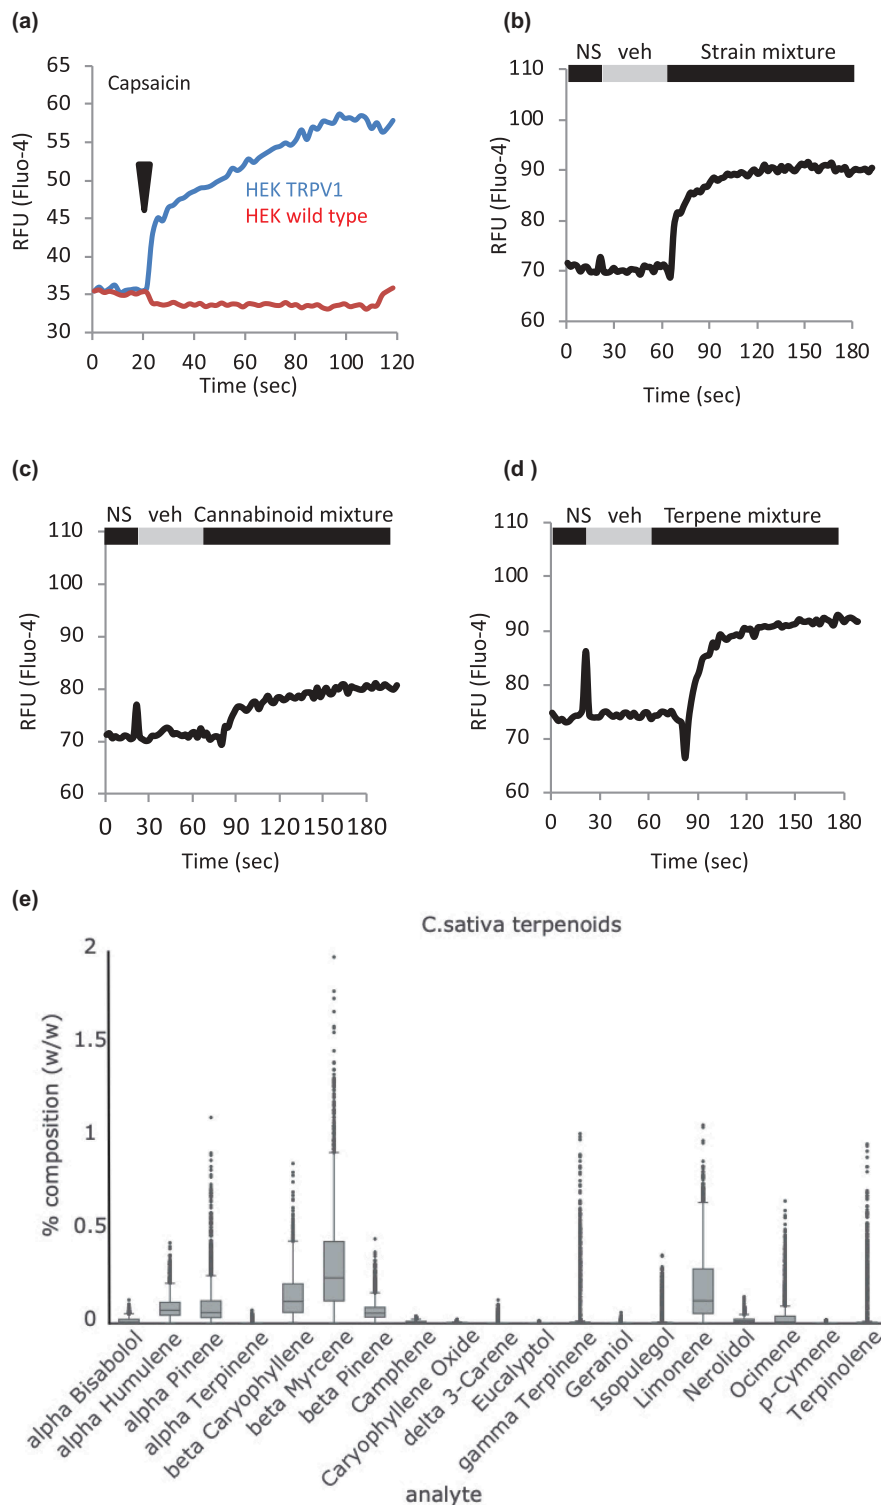 (a)
65
60
55
50
45
40
35
30
RFU (Fluo-4)
Capsaicin
HEK TRPV1
HEK wild type
0 20 40 60 80 100 120
Time (sec)
(b)
NS veh Strain mixture
110
100
90
80
70
60
RFU (Fluo-4)
0 30 60 90 120 150 180
Time (sec)
(c)
NS veh Cannabinoid mixture
110
100
90
80
70
60
RFU (Fluo-4)
0 30 60 90 120 150 180
Time (sec)
(d )
NS veh Terpene mixture
110
100
90
80
70
60
RFU (Fluo-4)
0 30 60 90 120 150 180
Time (sec)
(e)
C.sativa terpenoids
2
1.5
1
0.5
0
% composition (w/w)
alpha Bisabolol
alpha Humulene
alpha Pinene
alpha Terpinene
beta Caryophyllene
beta Myrcene
beta Pinene
Camphene
Caryophyllene Oxide
delta 3-Carene
Eucalyptol
gamma Terpinene
Geraniol
Isopulegol
Limonene
Nerolidol
Ocimene
p-Cymene
Terpinolene
analyte